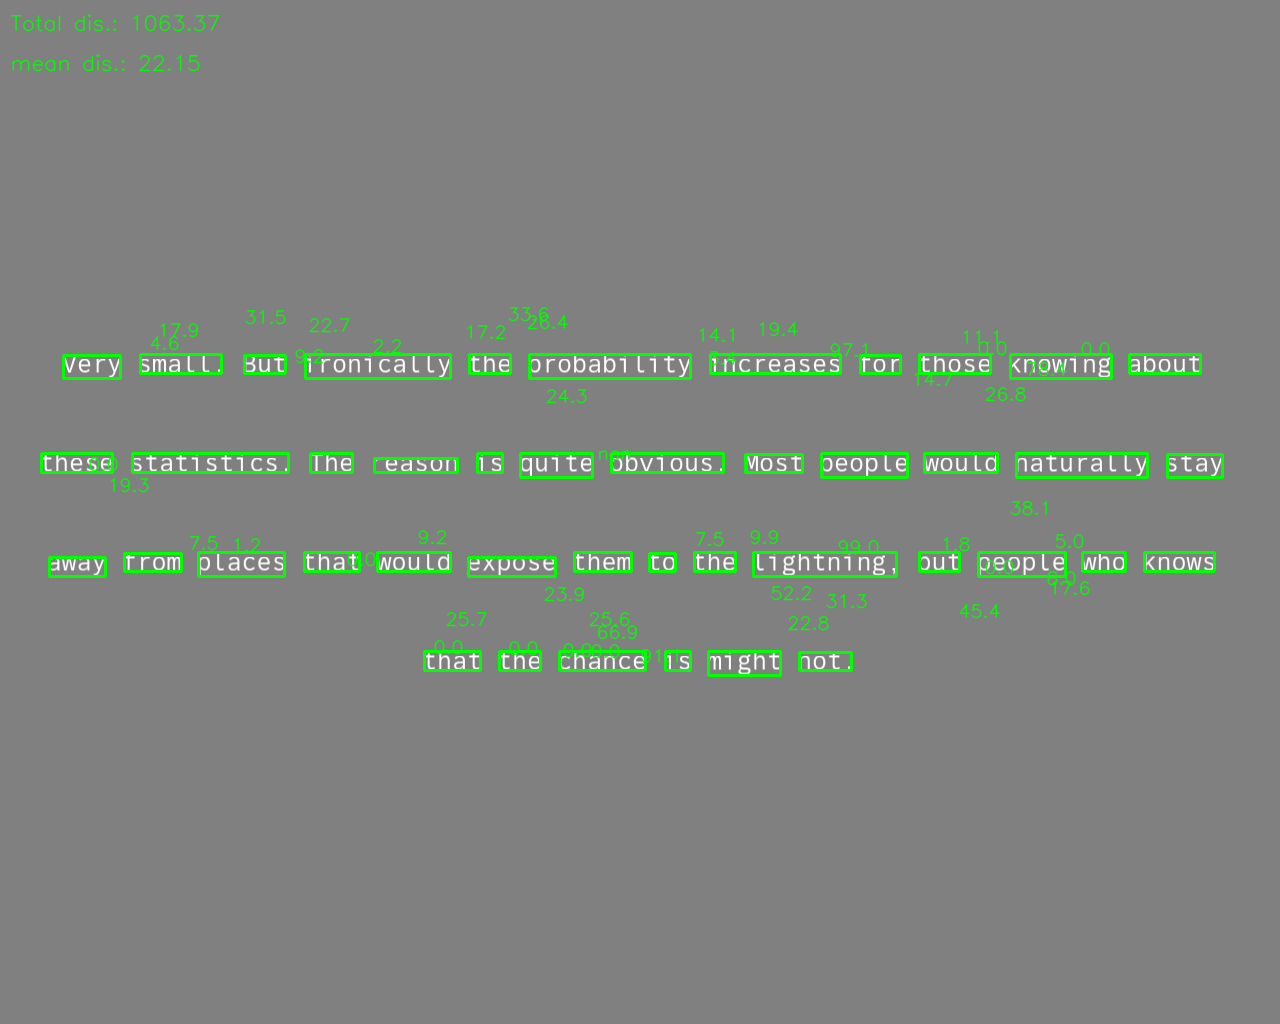 Total dis.: 1063.37
mean dis.: 22.15
33.6
31.5 22.7 17.9 17.2 26.4 14.1 19.4 11.1
4.6 9.2 2.2 97.1 0.0 0.0
Very small. But ironically the probability increases for those knowing about
24.3 14.7 26.8
these statistics. The reason is quite obvious. Most people would naturally stay
19.3
38.1
7.5 1.2 9.2 7.5 9.9 99.0 1.8 5.0
away from places that would expose them to the lightning, but people who knows
23.9 52.2 31.3 17.6
25.7 25.6 66.9 22.8 45.4
0.0 0.0
that the chance is might not.